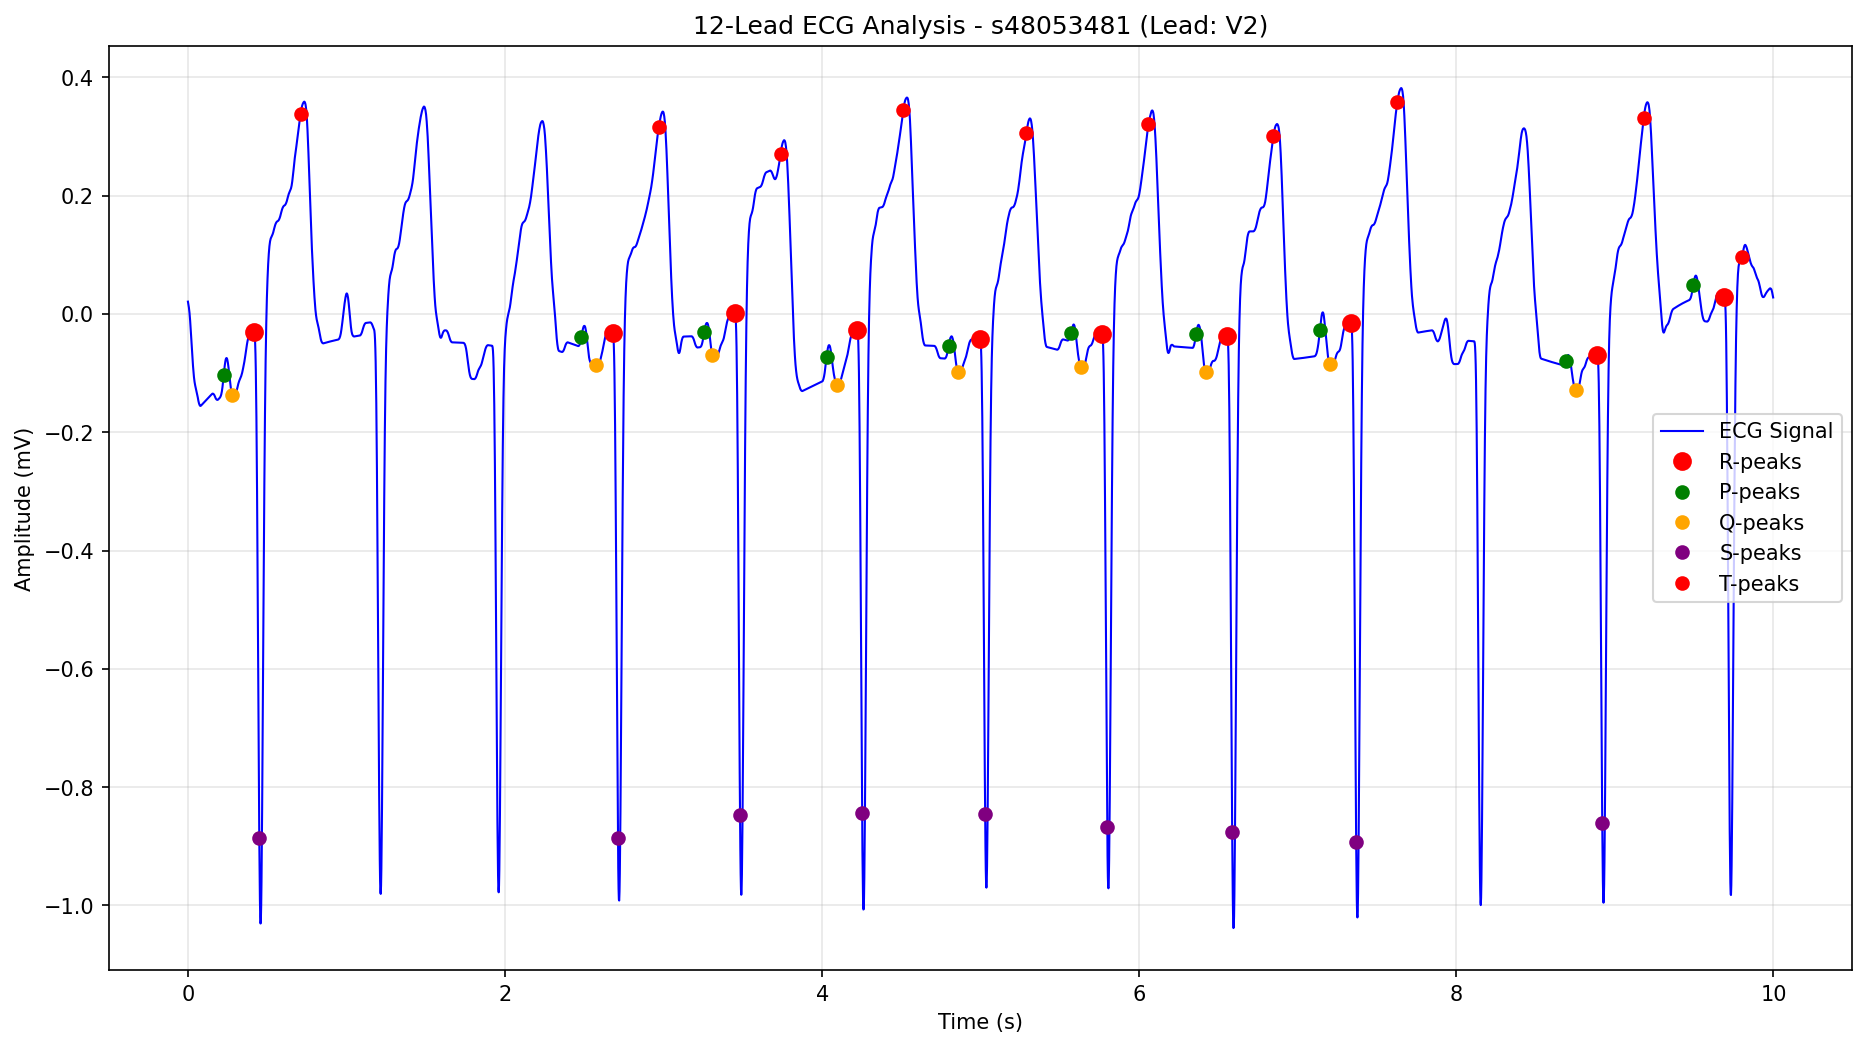 12-Lead ECG Analysis - s48053481 (Lead: V2)
Amplitude (mV)
0.4
0.2
0.0
−0.2
−0.4
−0.6
−0.8
−1.0
ECG Signal
R-peaks
P-peaks
Q-peaks
S-peaks
T-peaks
0 2 4 6 8 10
Time (s)